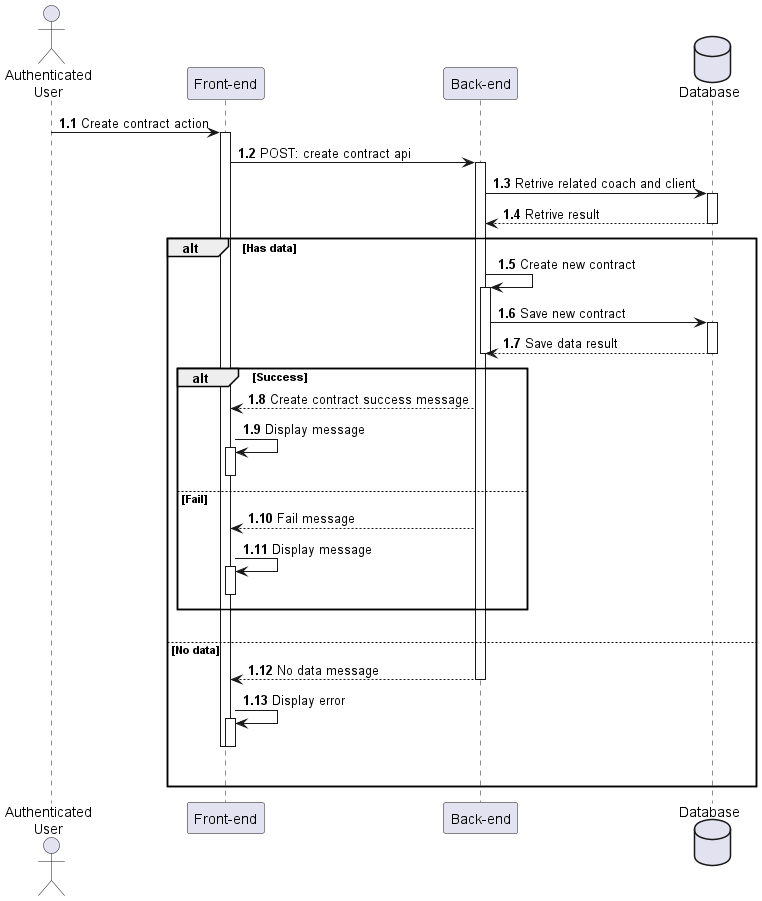 Authenticated
User
Front-end
Back-end
Database
1.1 Create contract action
1.2 POST: create contract api
1.3 Retrive related coach and client
1.4 Retrive result
alt [Has data]
1.5 Create new contract
1.6 Save new contract
1.7 Save data result
alt [Success]
1.8 Create contract success message
1.9 Display message
[Fail]
1.10 Fail message
1.11 Display message
[No data]
1.12 No data message
1.13 Display error
Authenticated
User
Front-end
Back-end
Database